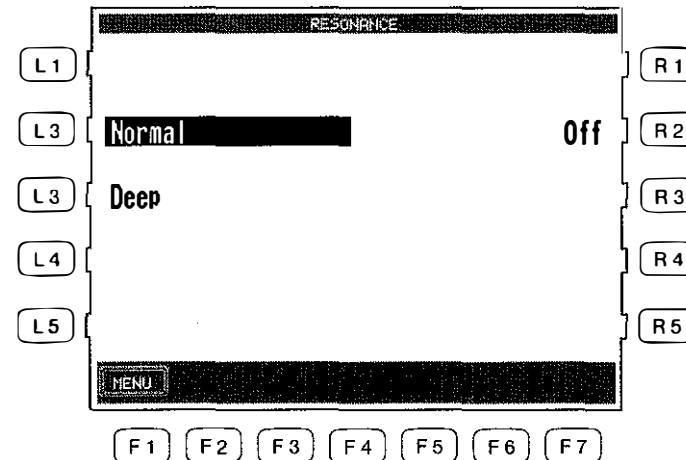 RESONANCE
L1 R1
L3 Normal Off R2
L3 Deep R3
L4 R4
L5 R5
MENU
F1 F2 F3 F4 F5 F6 F7